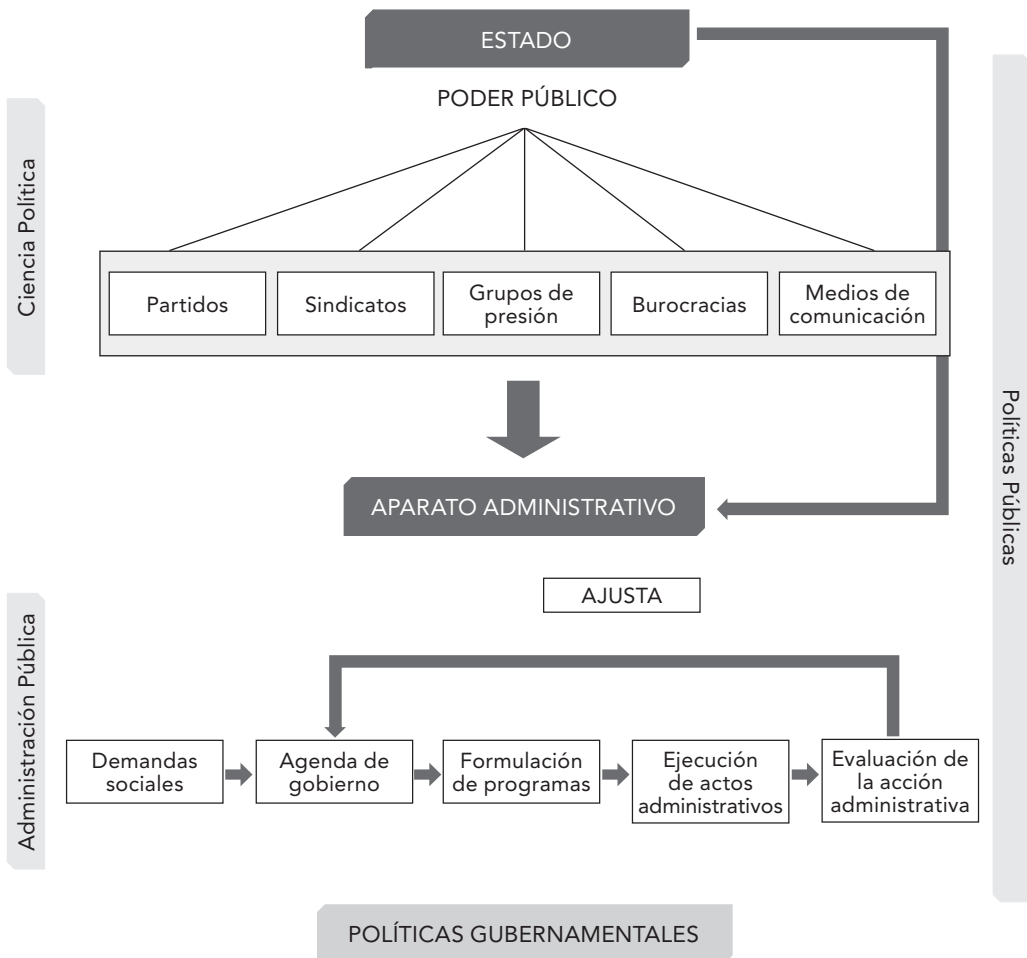 ESTADO
PODER PÚBLICO
Ciencia Política
Partidos
Sindicatos
Grupos de
presión
Burocracias
Medios de
comunicación
Políticas Públicas
APARATO ADMINISTRATIVO
AJUSTA
Administración Pública
Demandas
sociales
Agenda de
gobierno
Formulación
de programas
Ejecución
de actos
administrativos
Evaluación de
la acción
administrativa
POLÍTICAS GUBERNAMENTALES